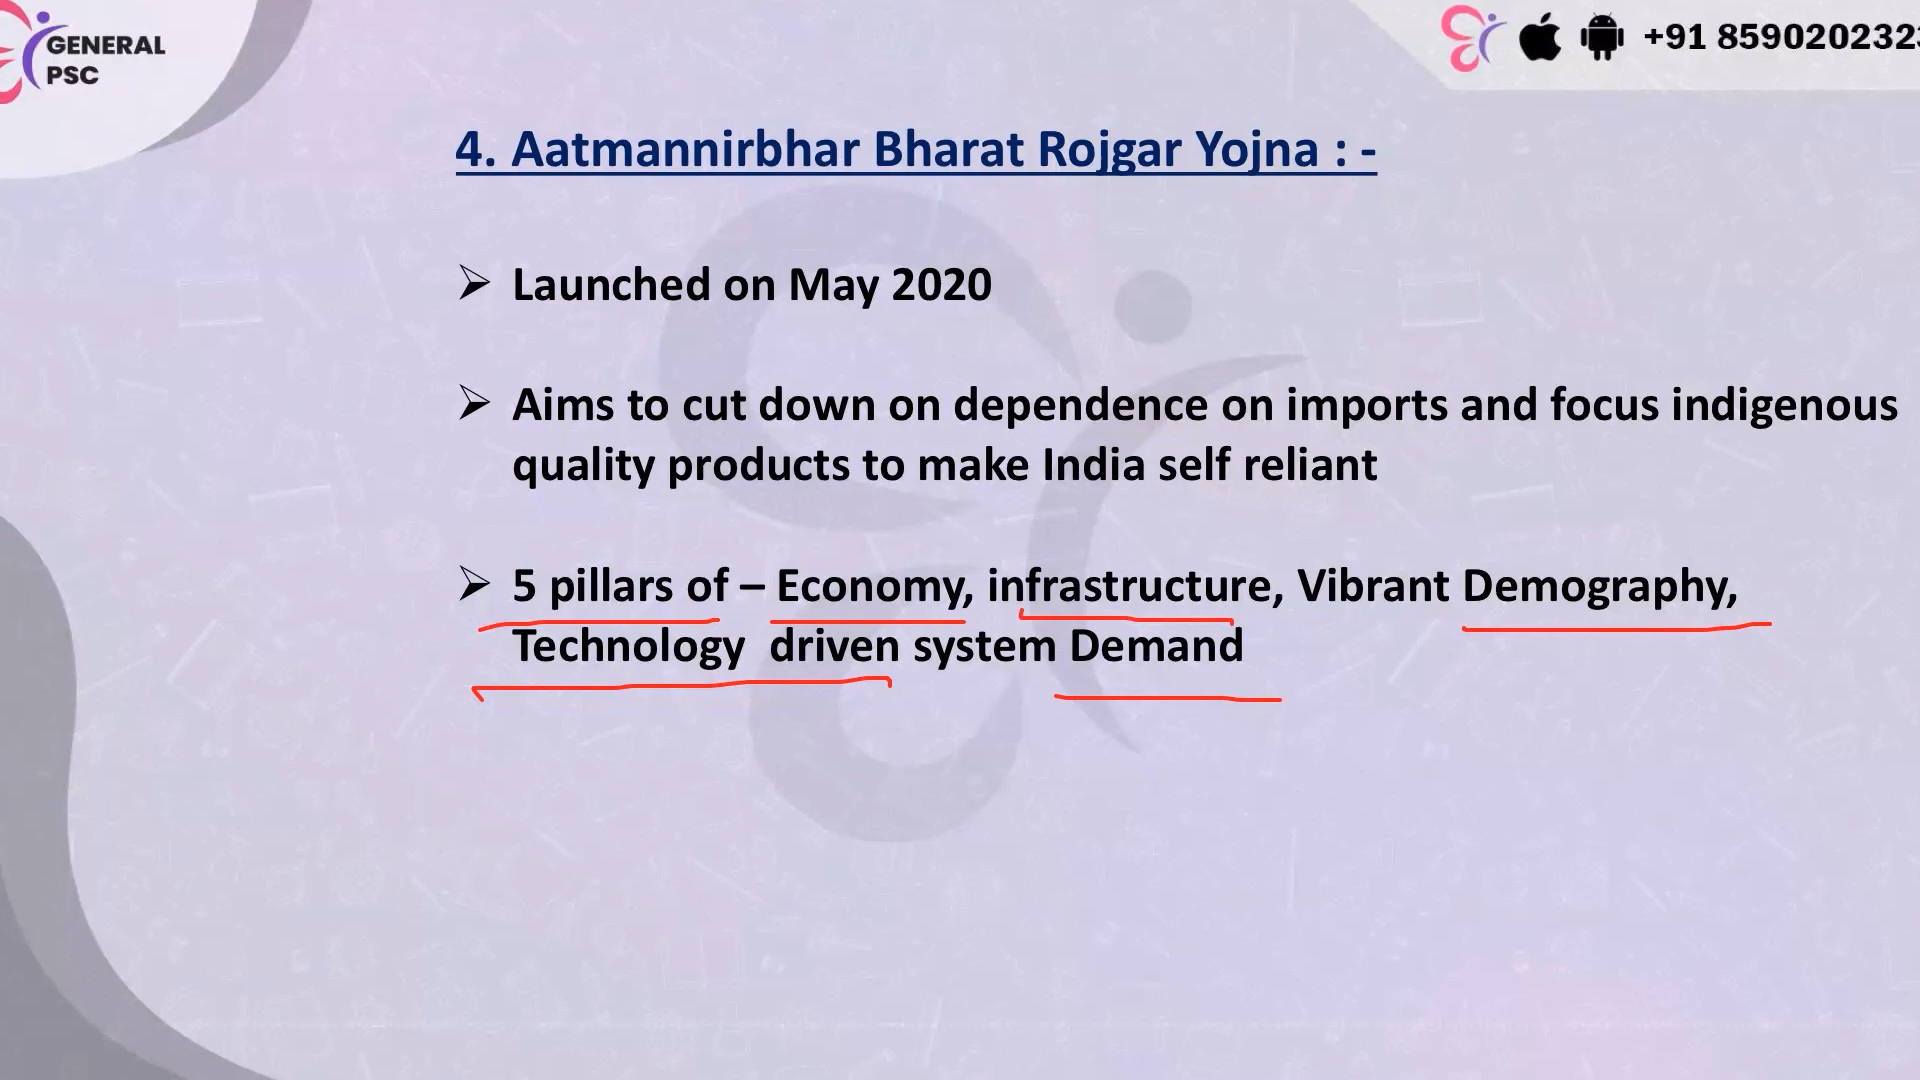 GENERAL
PSC
+91 859020232
4. Aatmannirbhar Bharat Rojgar Yojna : -
➢ Launched on May 2020
➢ Aims to cut down on dependence on imports and focus indigenous
quality products to make India self reliant
➢ 5 pillars of – Economy, infrastructure, Vibrant Demography,
Technology driven system Demand